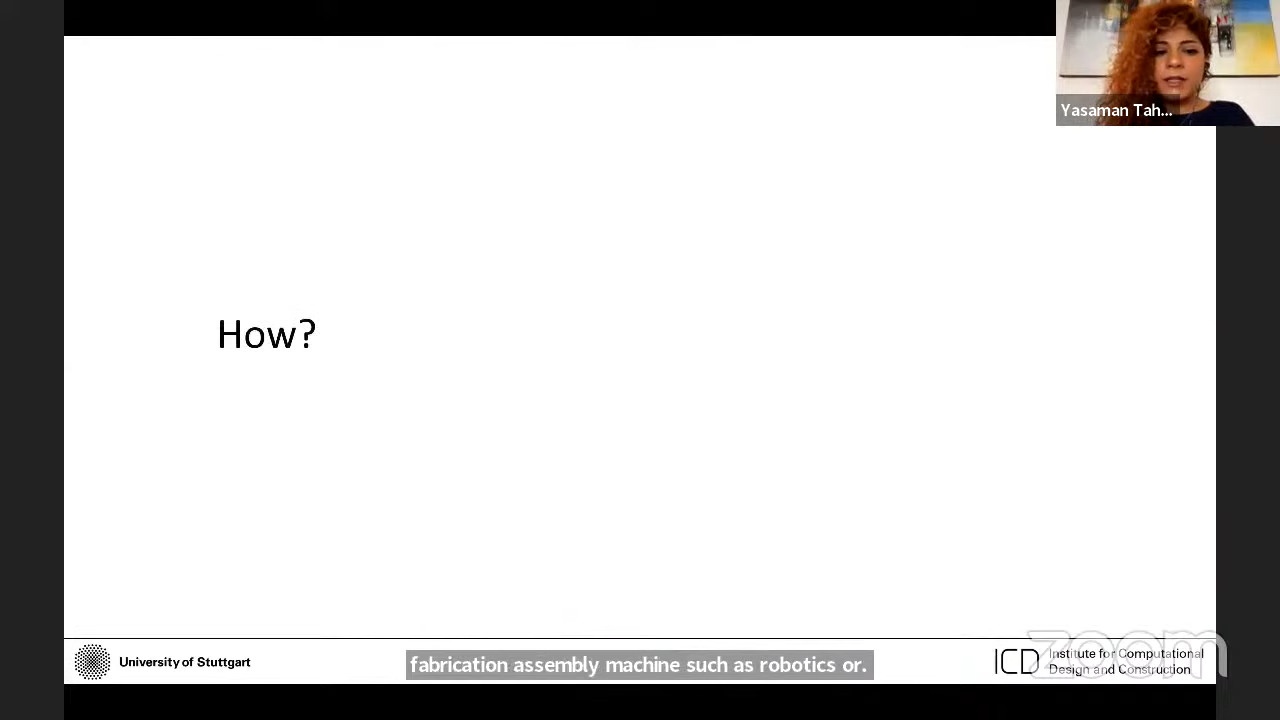 Yasaman Tah...
How?
University of Stuttgart
fabrication assembly machine such as robotics or.
ICD
zoom
Institute for Computational
Design and Construction